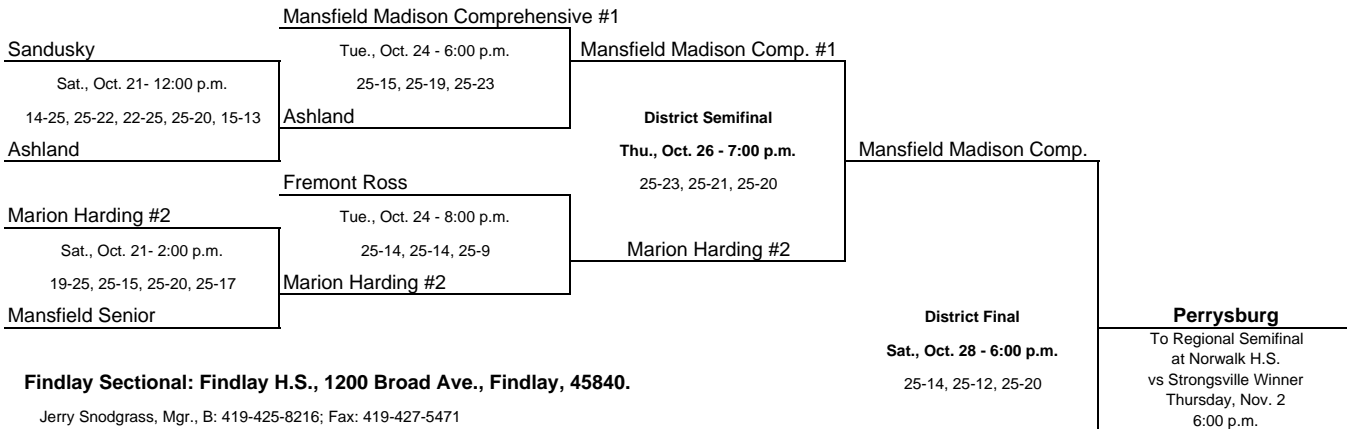 Mansfield Madison Comprehensive #1
Sandusky
Tue., Oct. 24 - 6:00 p.m.
Mansfield Madison Comp. #1
Sat., Oct. 21- 12:00 p.m.
25-15, 25-19, 25-23
14-25, 25-22, 22-25, 25-20, 15-13
Ashland
District Semifinal
Ashland
Thu., Oct. 26 - 7:00 p.m.
Mansfield Madison Comp.
Fremont Ross
25-23, 25-21, 25-20
Marion Harding #2
Tue., Oct. 24 - 8:00 p.m.
Sat., Oct. 21- 2:00 p.m.
25-14, 25-14, 25-9
Marion Harding #2
19-25, 25-15, 25-20, 25-17
Marion Harding #2
Mansfield Senior
District Final
Perrysburg
Sat., Oct. 28 - 6:00 p.m.
To Regional Semifinal
at Norwalk H.S.
Findlay Sectional: Findlay H.S., 1200 Broad Ave., Findlay, 45840.
25-14, 25-12, 25-20
vs Strongsville Winner
Thursday, Nov. 2
Jerry Snodgrass, Mgr., B: 419-425-8216; Fax: 419-427-5471
6:00 p.m.